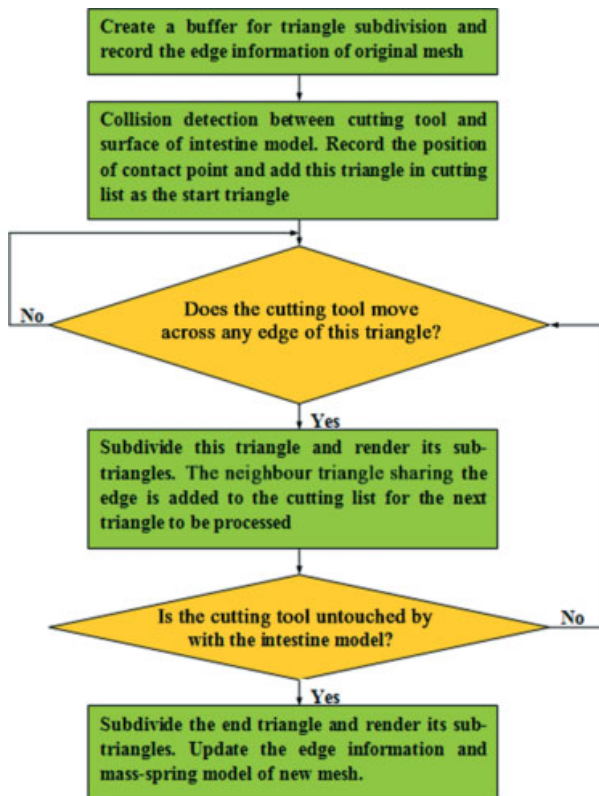 Create a buffer for triangle subdivision and
record the edge information of original mesh
Collision detection between cutting tool and
surface of intestine model. Record the position
of contact point and add this triangle in cutting
list as the start triangle
Does the cutting tool move
across any edge of this triangle?
No
Yes
Subdivide this triangle and render its sub-
triangles. The neighbour triangle sharing the
edge is added to the cutting list for the next
triangle to be processed
Is the cutting tool untouched by
with the intestine model?
No
Yes
Subdivide the end triangle and render its sub-
triangles. Update the edge information and
mass-spring model of new mesh.